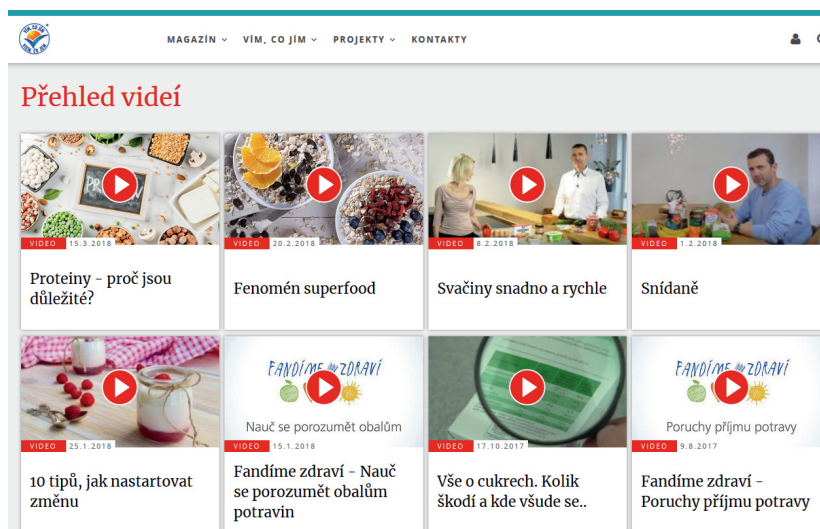 VÍM, CO JÍM
MAGAZÍN
VÍM, CO JÍM
PROJEKTY
KONTAKTY
Přehled videí
VIDEO 15.3.2018
VIDEO 20.2.2018
VIDEO 8.2.2018
VIDEO 1.2.2018
Proteiny - proč jsou
důležité?
Fenomén superfood
Svačiny snadno a rychle
Snídaně
FANDÍME ZDRAVÍ
Nauč se porozumět obalům
FANDÍME ZDRAVÍ
Poruchy příjmu potravy
VIDEO 25.1.2018
VIDEO 15.1.2018
VIDEO 17.10.2017
VIDEO 9.8.2017
10 tipů, jak nastartovat
změnu
Fandíme zdraví - Nauč
se porozumět obalům
potravin
Vše o cukrech. Kolik
škodí a kde všude se..
Fandíme zdraví -
Poruchy příjmu potravy